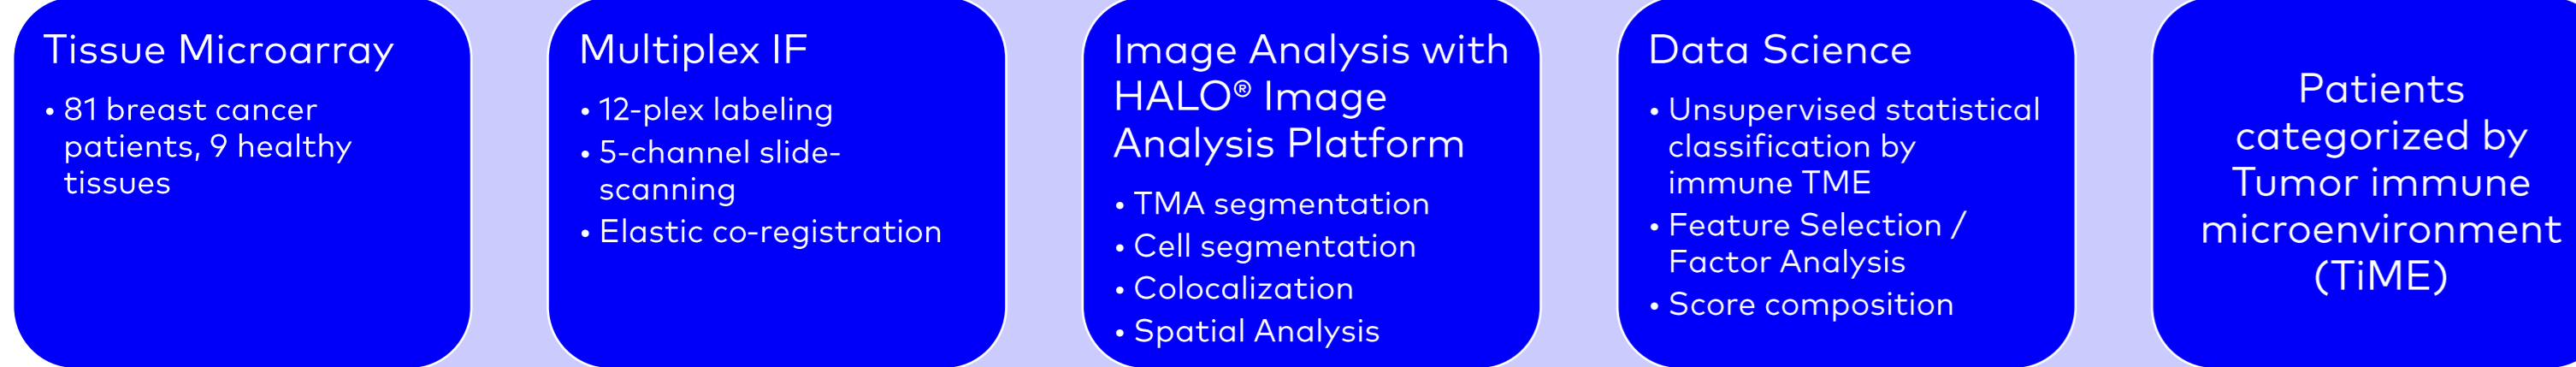 Tissue Microarray
• 81 breast cancer
patients, 9 healthy
tissues
Multiplex IF
• 12-plex labeling
• 5-channel slide-
scanning
• Elastic co-registration
Image Analysis with
HALO® Image
Analysis Platform
• TMA segmentation
• Cell segmentation
• Colocalization
• Spatial Analysis
Data Science
• Unsupervised statistical
classification by
immune TME
• Feature Selection /
Factor Analysis
• Score composition
Patients
categorized by
Tumor immune
microenvironment
(TiME)